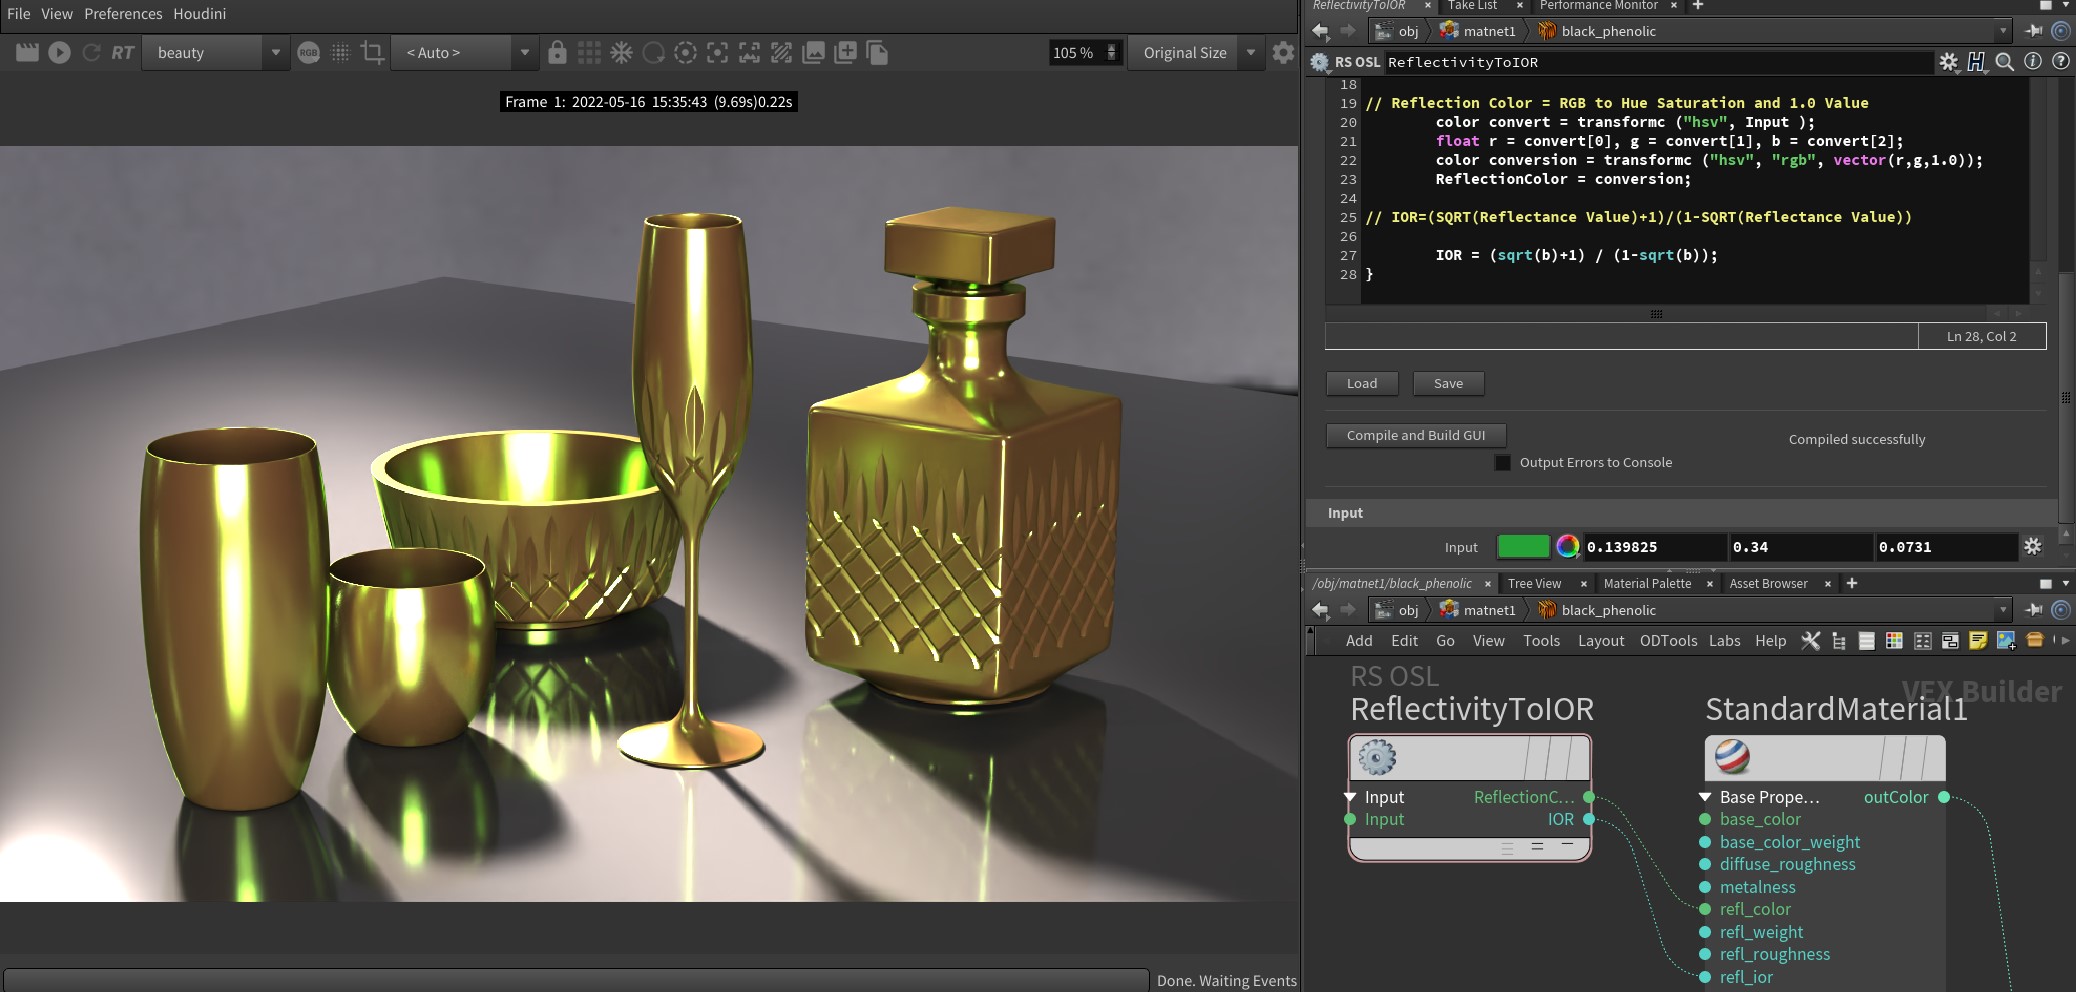 File View Preferences Houdini
RT beauty RGB < Auto > 105 % Original Size
Frame 1: 2022-05-16 15:35:43 (9.69s)0.22s
Done. Waiting Events
ReflectivityToIOR × Take List × Performance Monitor × +
obj matnet1 black_phenolic
RS OSL ReflectivityToIOR
18
19 // Reflection Color = RGB to Hue Saturation and 1.0 Value
20 color convert = transformc ("hsv", Input );
21 float r = convert[0], g = convert[1], b = convert[2];
22 color conversion = transformc ("hsv", "rgb", vector(r,g,1.0));
23 ReflectionColor = conversion;
24
25 // IOR=(SQRT(Reflectance Value)+1)/(1-SQRT(Reflectance Value))
26
27 IOR = (sqrt(b)+1) / (1-sqrt(b));
28 }
Ln 28, Col 2
Load Save
Compile and Build GUI Compiled successfully
Output Errors to Console
Input
Input 0.139825 0.34 0.0731
/obj/matnet1/black_phenolic × Tree View × Material Palette × Asset Browser × +
obj matnet1 black_phenolic
Add Edit Go View Tools Layout ODTools Labs Help
RS OSL
VEX Builder
ReflectivityToIOR StandardMaterial1
Input ReflectionC...
Input IOR
Base Prope... outColor
base_color
base_color_weight
diffuse_roughness
metalness
refl_color
refl_weight
refl_roughness
refl_ior